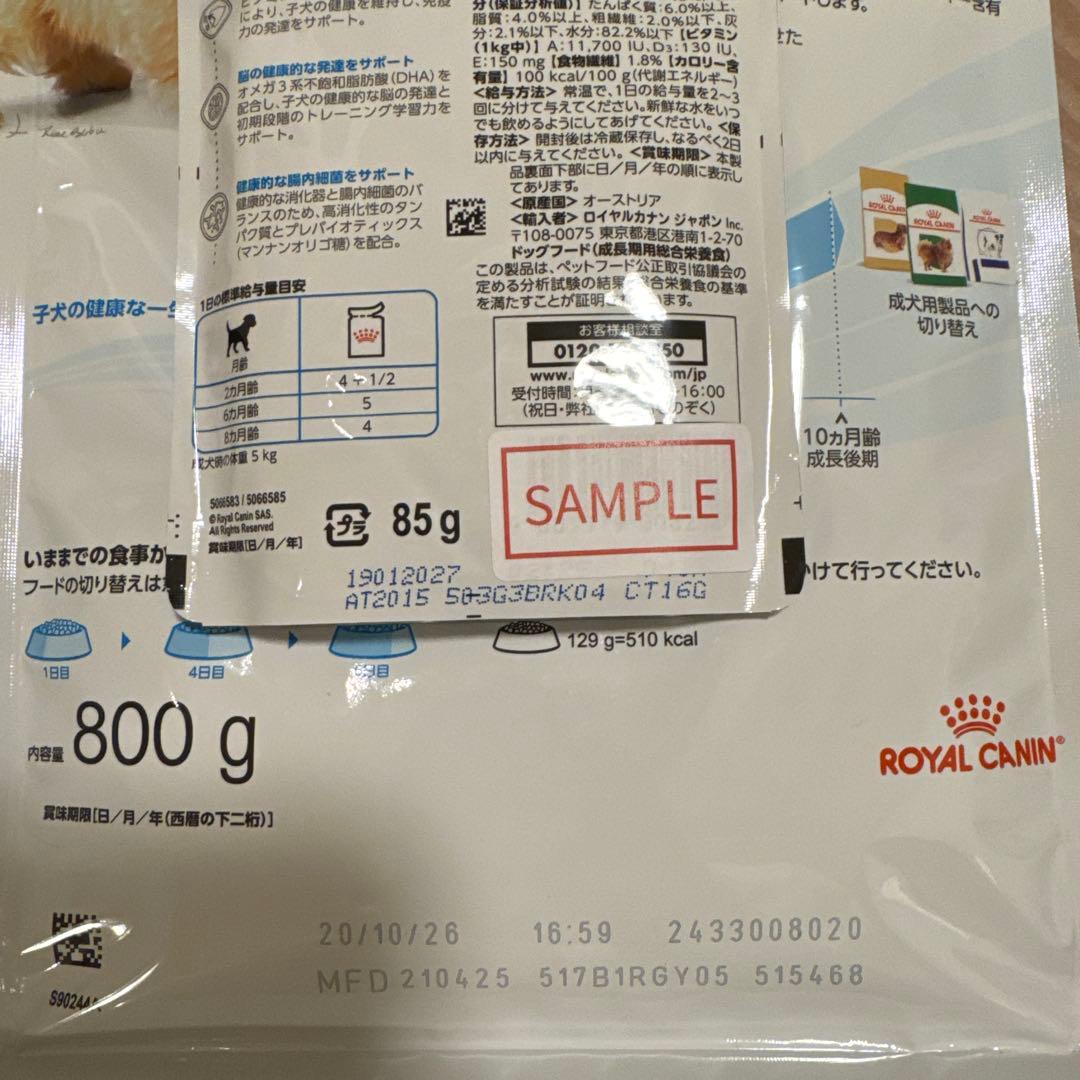 により、子犬の健康を維持し、免疫
力の発達をサポート。
脳の健康的な発達をサポート
オメガ3系不飽和脂肪酸(DHA)を
配合し、子犬の健康的な脳の発達と
初期段階のトレーニング学習力を
サポート。
健康的な腸内細菌をサポート
健康的な消化器と腸内細菌のバ
ランスのため、高消化性のタン
パク質とプレバイオティックス
(マンナンオリゴ糖)を配合。
1日の標準給与量目安
月齢
2カ月齢 4 + 1/2
6カ月齢 5
8カ月齢 4
成犬時の体重 5 kg
5066583 / 5066585
© Royal Canin SAS.
All Rights Reserved
賞味期限[日/月/年]
プラ 85g
分(保証分析値)】たんぱく質:6.0%以上、
脂質:4.0%以上、粗繊維:2.0%以下、灰
分:2.1%以下、水分:82.2%以下【ビタミン
(1kg中)】A:11,700 IU、D3:130 IU、
E:150 mg【食物繊維】1.8%【カロリー含
有量】100 kcal/100 g(代謝エネルギー)
<給与方法> 常温で、1日の給与量を2~3
回に分けて与えてください。新鮮な水をいつ
でも飲めるようにしてあげてください。<保
存方法> 開封後は冷蔵保存し、なるべく2日
以内に与えてください。<賞味期限> 本製
品裏面下部に日/月/年の順に表示し
てあります。
<原産国> オーストリア
<輸入者> ロイヤルカナン ジャポン Inc.
〒108-0075 東京都港区港南1-2-70
ドッグフード(成長期用総合栄養食)
この製品は、ペットフード公正取引協議会の
定める分析試験の結果 総合栄養食の基準
を満たすことが証明され ます。
お客様相談室
0120 50
www. m/jp
受付時間 16:00
(祝日・弊社 のぞく)
SAMPLE
19012027
AT2015 503G3BRK04 CT16G
子犬の健康な一生
ROYAL CANIN
ROYAL CANIN
ROYAL CANIN
成犬用製品への
切り替え
10ヵ月齢
成長後期
いままでの食事か
フードの切り替えは
かけて行ってください。
1日目
4日目
日目
129 g=510 kcal
内容量 800 g
ROYAL CANIN®
賞味期限[日/月/年(西暦の下二桁)]
20/10/26 16:59 2433008020
MFD 210425 517B1RGY05 515468
S90244